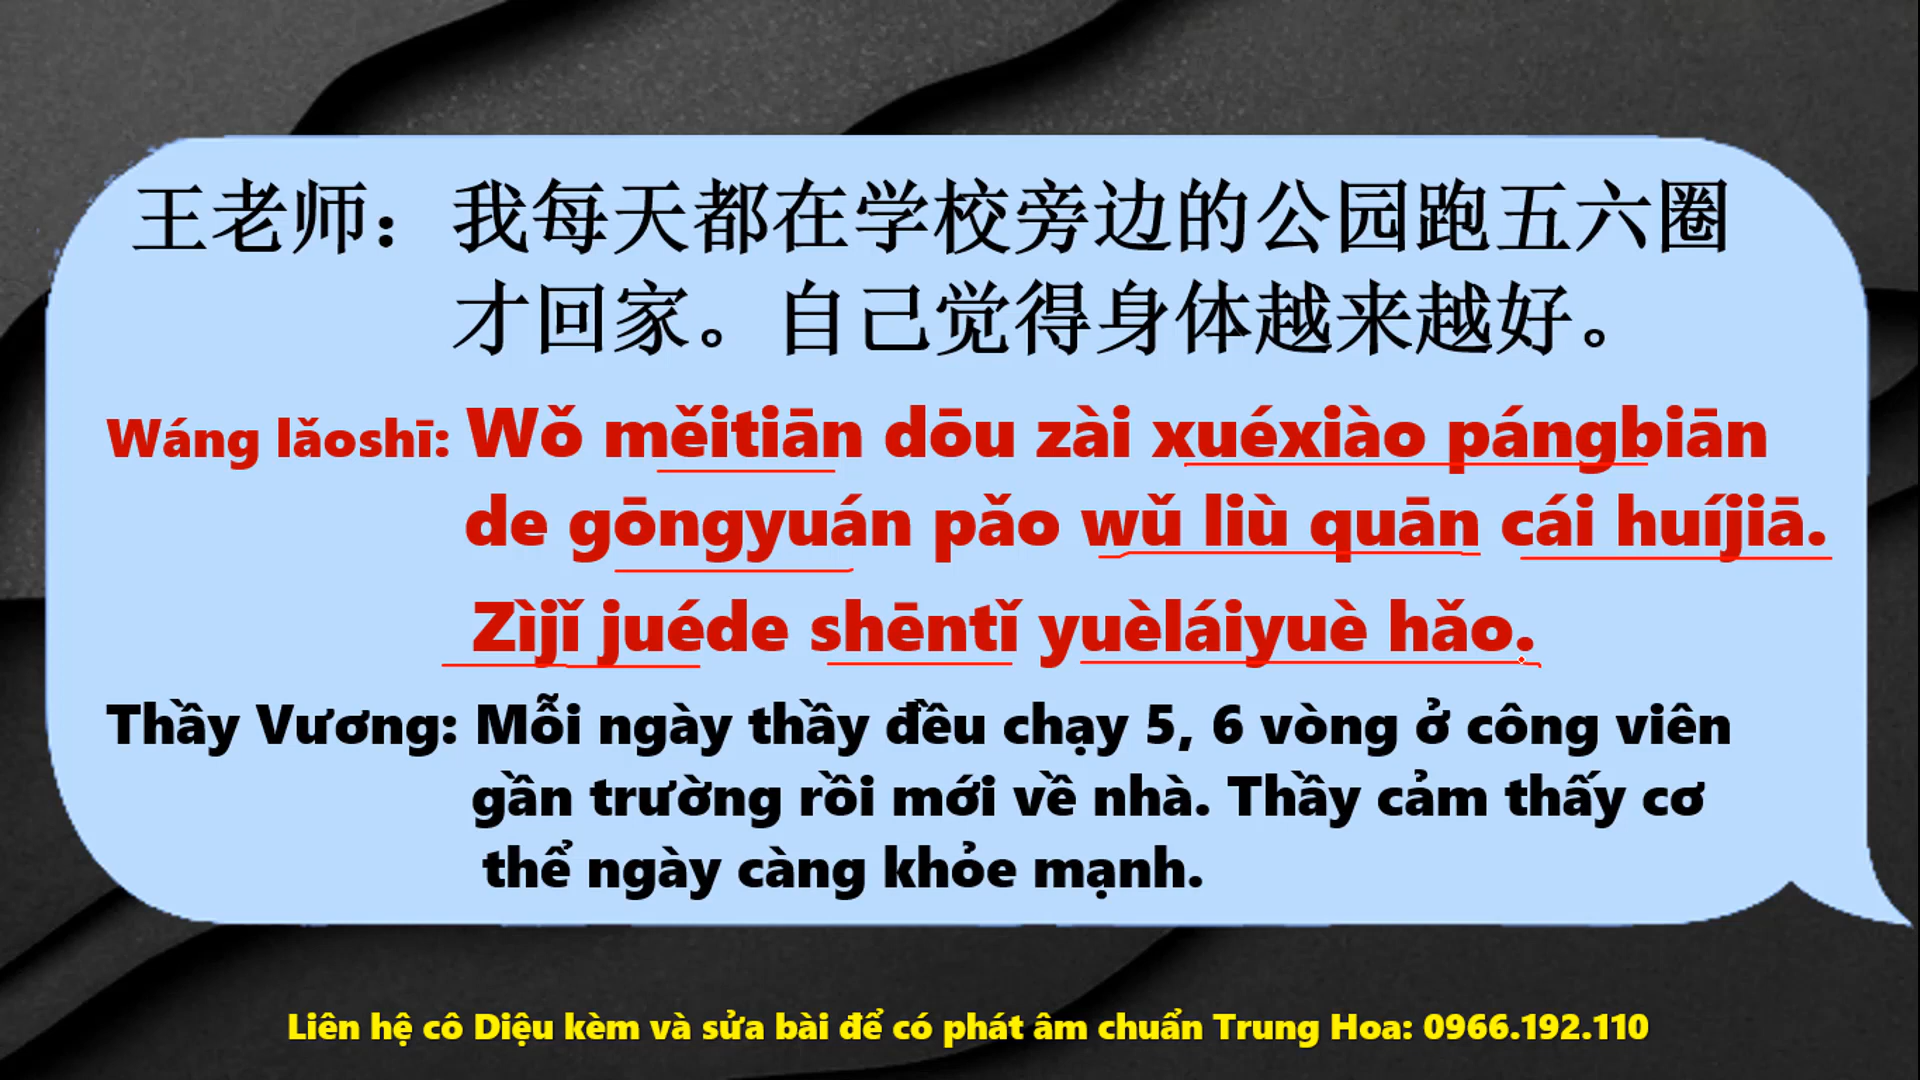 王老师：我每天都在学校旁边的公园跑五六圈
才回家。自己觉得身体越来越好。
Wáng lǎoshī: Wǒ měitiān dōu zài xuéxiào pángbiān
de gōngyuán pǎo wǔ liù quān cái huíjiā.
Zìjǐ juéde shēntǐ yuèláiyuè hǎo.
Thầy Vương: Mỗi ngày thầy đều chạy 5, 6 vòng ở công viên
gần trường rồi mới về nhà. Thầy cảm thấy cơ
thể ngày càng khỏe mạnh.
Liên hệ cô Diệu kèm và sửa bài để có phát âm chuẩn Trung Hoa: 0966.192.110